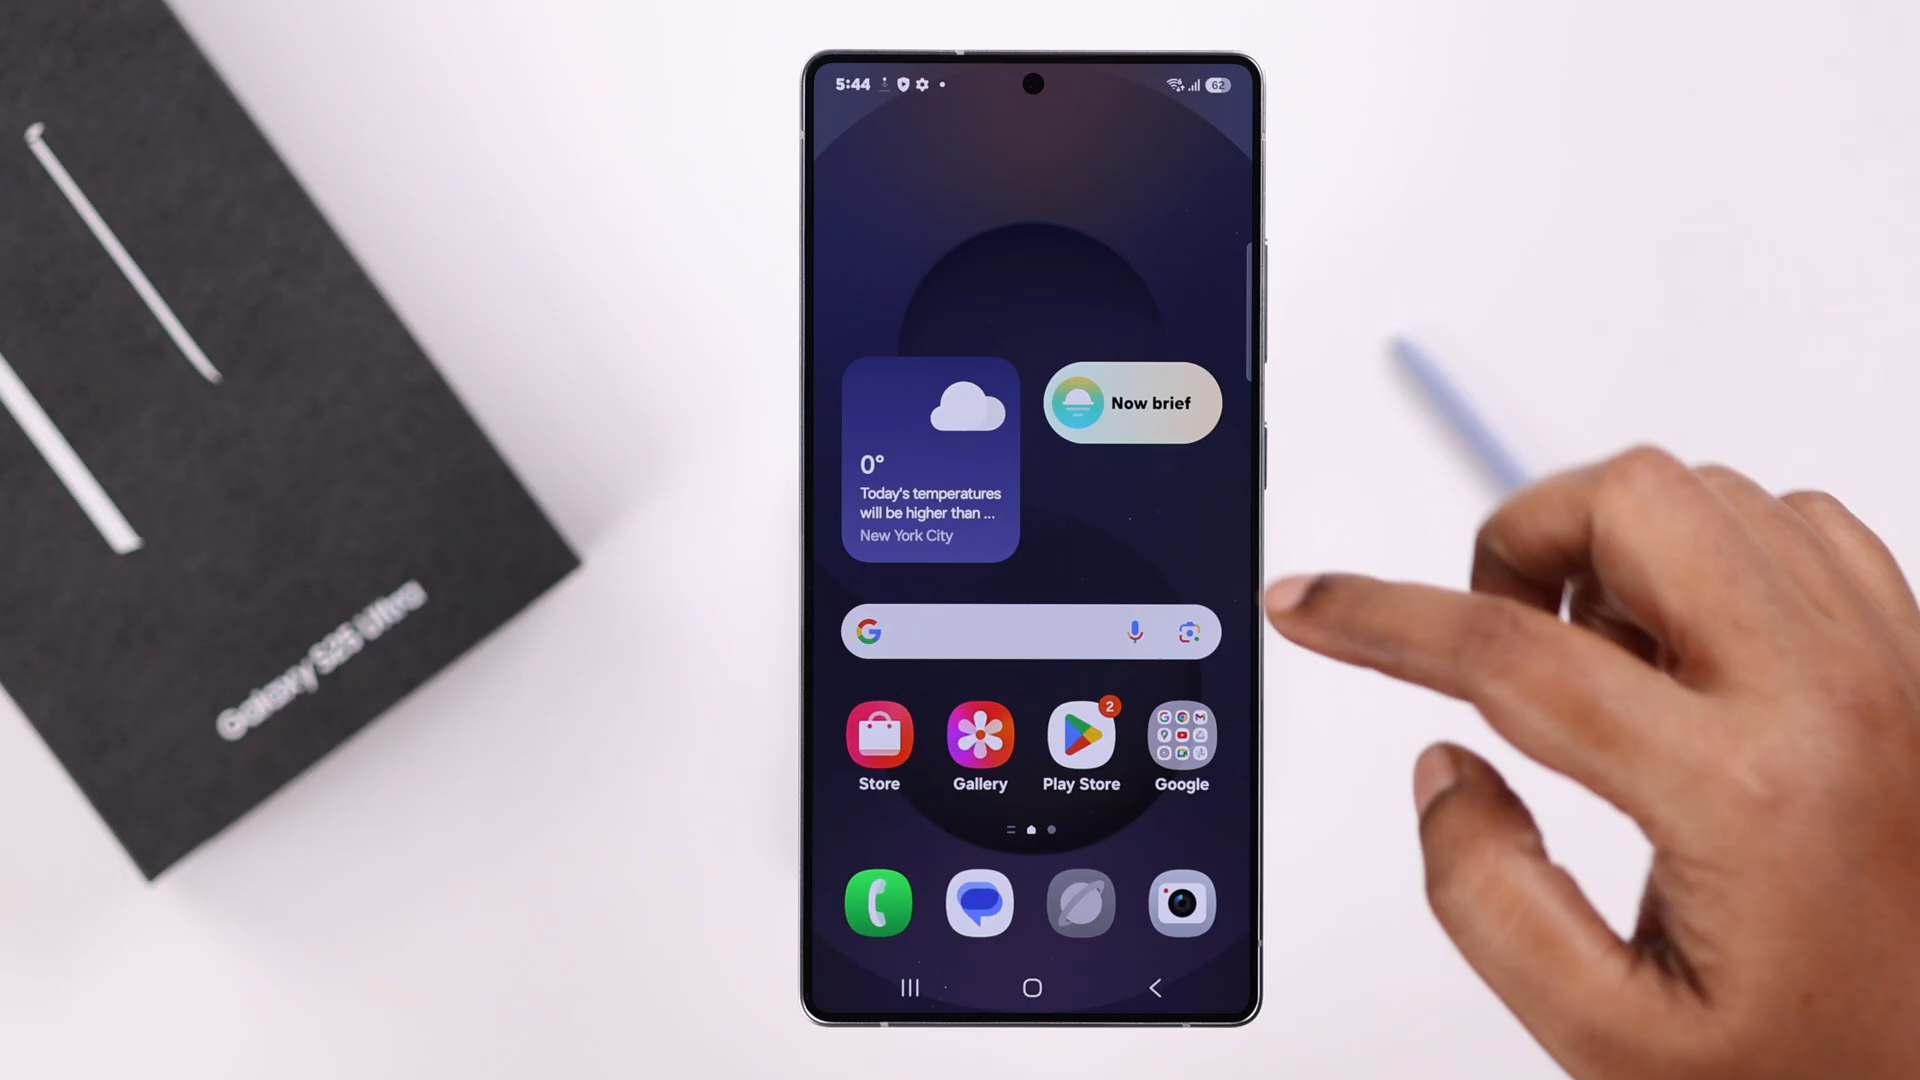 5:44
62
Now brief
0°
Today's temperatures
will be higher than ...
New York City
G
2
Store
Gallery
Play Store
Google
Galaxy S25 Ultra